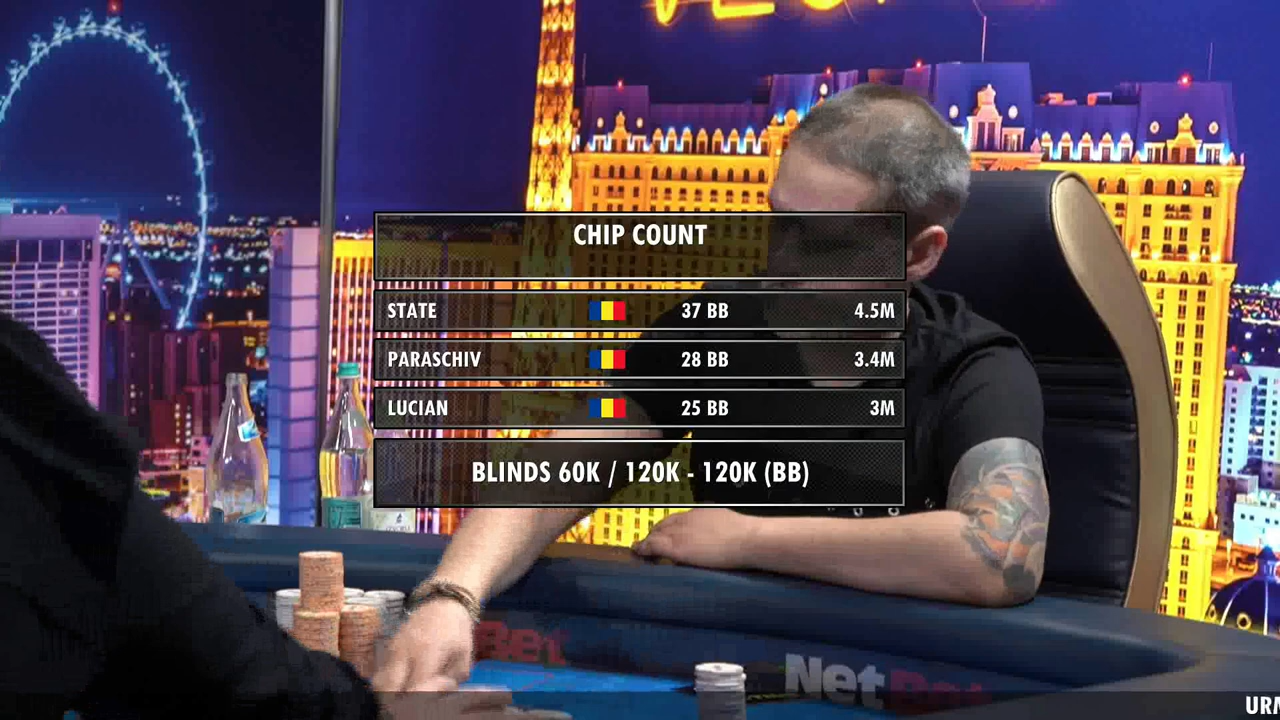 CHIP COUNT
STATE 37 BB 4.5M
PARASCHIV 28 BB 3.4M
LUCIAN 25 BB 3M
BLINDS 60K / 120K - 120K (BB)
Bet
NetBet